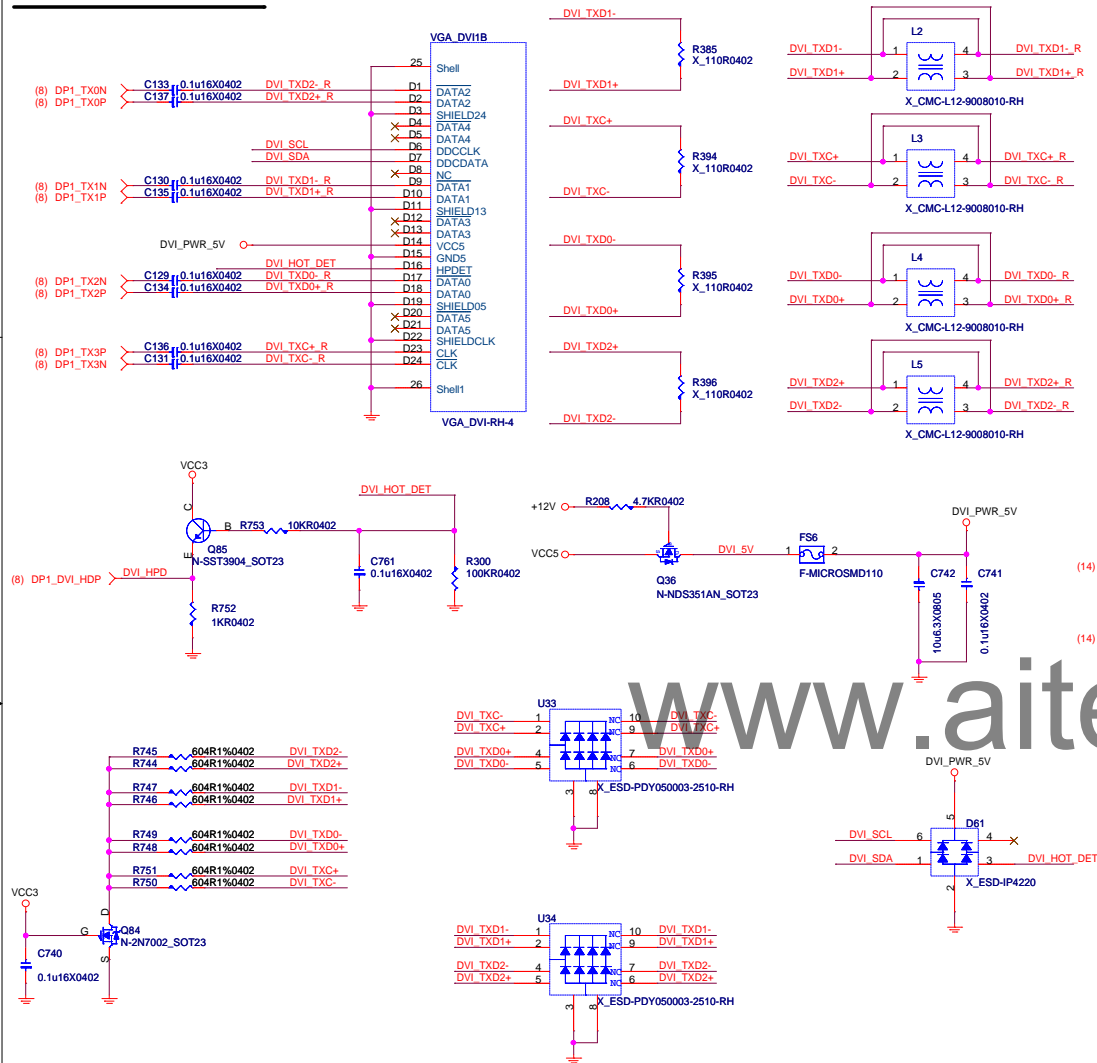 VGA_DVI1B
25 Shell
(8) DP1_TX0N C133 0.1u16X0402 DVI_TXD2-_R D1 DATA2
(8) DP1_TX0P C137 0.1u16X0402 DVI_TXD2+_R D2 DATA2
D3 SHIELD24
D4 DATA4
D5 DATA4
DVI_SCL D6 DDCCLK
DVI_SDA D7 DDCDATA
D8 NC
(8) DP1_TX1N C130 0.1u16X0402 DVI_TXD1-_R D9 DATA1
(8) DP1_TX1P C135 0.1u16X0402 DVI_TXD1+_R D10 DATA1
D11 SHIELD13
D12 DATA3
D13 DATA3
DVI_PWR_5V D14 VCC5
D15 GND5
DVI_HOT_DET D16 HPDET
(8) DP1_TX2N C129 0.1u16X0402 DVI_TXD0-_R D17 DATA0
(8) DP1_TX2P C134 0.1u16X0402 DVI_TXD0+_R D18 DATA0
D19 SHIELD05
D20 DATA5
D21 DATA5
D22 SHIELDCLK
(8) DP1_TX3P C136 0.1u16X0402 DVI_TXC+_R D23 CLK
(8) DP1_TX3N C131 0.1u16X0402 DVI_TXC-_R D24 CLK
26 Shell1
VGA_DVI-RH-4
DVI_TXD1-
R385
X_110R0402
DVI_TXD1+
DVI_TXC+
R394
X_110R0402
DVI_TXC-
DVI_TXD0-
R395
X_110R0402
DVI_TXD0+
DVI_TXD2+
R396
X_110R0402
DVI_TXD2-
L2
DVI_TXD1- 1 4 DVI_TXD1-_R
DVI_TXD1+ 2 3 DVI_TXD1+_R
X_CMC-L12-9008010-RH
L3
DVI_TXC+ 1 4 DVI_TXC+_R
DVI_TXC- 2 3 DVI_TXC-_R
X_CMC-L12-9008010-RH
L4
DVI_TXD0- 1 4 DVI_TXD0-_R
DVI_TXD0+ 2 3 DVI_TXD0+_R
X_CMC-L12-9008010-RH
L5
DVI_TXD2+ 1 4 DVI_TXD2+_R
DVI_TXD2- 2 3 DVI_TXD2-_R
X_CMC-L12-9008010-RH
VCC3
DVI_HOT_DET
C
B R753 10KR0402
Q85
N-SST3904_SOT23
E
(8) DP1_DVI_HDP DVI_HPD
R752
1KR0402
C761
0.1u16X0402
R300
100KR0402
+12V R208 4.7KR0402
VCC5
Q36
N-NDS351AN_SOT23
DVI_5V
FS6
1 2
F-MICROSMD110
DVI_PWR_5V
C742
10u6.3X0805
C741
0.1u16X0402
(14)
(14)
www.aite
R745 604R1%0402 DVI_TXD2-
R744 604R1%0402 DVI_TXD2+
R747 604R1%0402 DVI_TXD1-
R746 604R1%0402 DVI_TXD1+
R749 604R1%0402 DVI_TXD0-
R748 604R1%0402 DVI_TXD0+
R751 604R1%0402 DVI_TXC+
R750 604R1%0402 DVI_TXC-
VCC3
D
G Q84
N-2N7002_SOT23
S
C740
0.1u16X0402
U33
DVI_TXC- 1 NC 10 DVI_TXC-
DVI_TXC+ 2 NC 9 DVI_TXC+
DVI_TXD0+ 4 NC 7 DVI_TXD0+
DVI_TXD0- 5 NC 6 DVI_TXD0-
3 8
X_ESD-PDY050003-2510-RH
U34
DVI_TXD1- 1 NC 10 DVI_TXD1-
DVI_TXD1+ 2 NC 9 DVI_TXD1+
DVI_TXD2- 4 NC 7 DVI_TXD2-
DVI_TXD2+ 5 NC 6 DVI_TXD2+
3 8
X_ESD-PDY050003-2510-RH
DVI_PWR_5V
5
D61
DVI_SCL 6 4
DVI_SDA 1 3 DVI_HOT_DET
2
X_ESD-IP4220